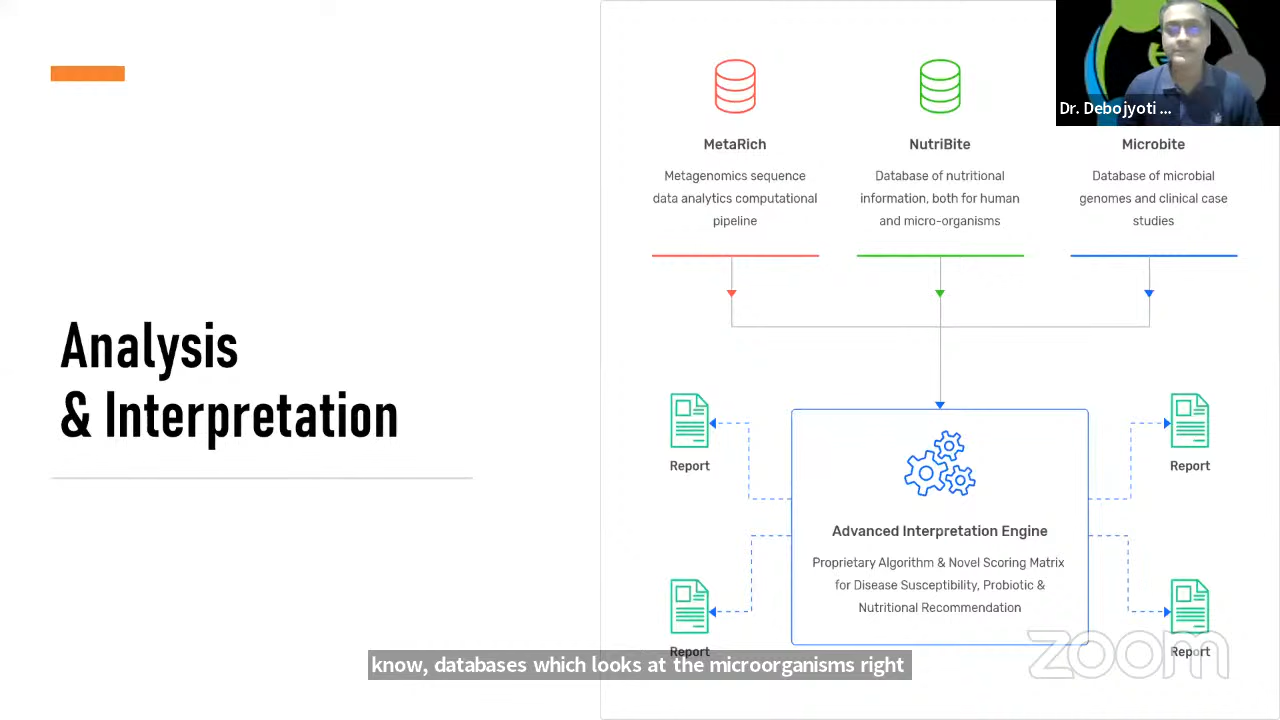 Analysis
& Interpretation
MetaRich
Metagenomics sequence
data analytics computational
pipeline
NutriBite
Database of nutritional
information, both for human
and micro-organisms
Microbite
Database of microbial
genomes and clinical case
studies
Dr. Debojyoti ...
Report
Report
Advanced Interpretation Engine
Proprietary Algorithm & Novel Scoring Matrix
for Disease Susceptibility, Probiotic &
Nutritional Recommendation
Report
Report
know, databases which looks at the microorganisms right
zoom